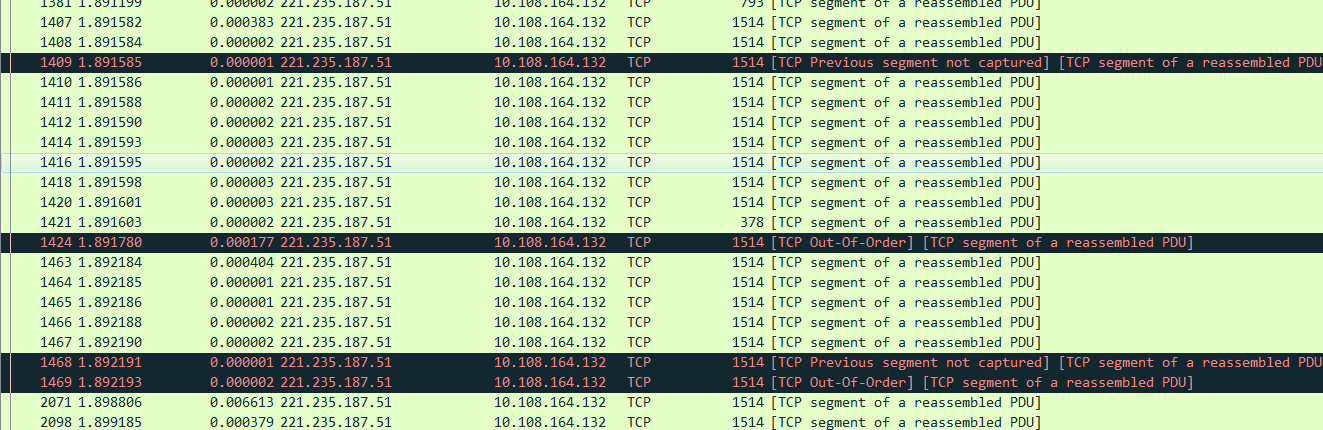 1381 1.891199 0.000002 221.235.187.51 10.108.164.132 TCP 793 [TCP segment of a reassembled PDU]
1407 1.891582 0.000383 221.235.187.51 10.108.164.132 TCP 1514 [TCP segment of a reassembled PDU]
1408 1.891584 0.000002 221.235.187.51 10.108.164.132 TCP 1514 [TCP segment of a reassembled PDU]
1409 1.891585 0.000001 221.235.187.51 10.108.164.132 TCP 1514 [TCP Previous segment not captured] [TCP segment of a reassembled PDU
1410 1.891586 0.000001 221.235.187.51 10.108.164.132 TCP 1514 [TCP segment of a reassembled PDU]
1411 1.891588 0.000002 221.235.187.51 10.108.164.132 TCP 1514 [TCP segment of a reassembled PDU]
1412 1.891590 0.000002 221.235.187.51 10.108.164.132 TCP 1514 [TCP segment of a reassembled PDU]
1414 1.891593 0.000003 221.235.187.51 10.108.164.132 TCP 1514 [TCP segment of a reassembled PDU]
1416 1.891595 0.000002 221.235.187.51 10.108.164.132 TCP 1514 [TCP segment of a reassembled PDU]
1418 1.891598 0.000003 221.235.187.51 10.108.164.132 TCP 1514 [TCP segment of a reassembled PDU]
1420 1.891601 0.000003 221.235.187.51 10.108.164.132 TCP 1514 [TCP segment of a reassembled PDU]
1421 1.891603 0.000002 221.235.187.51 10.108.164.132 TCP 378 [TCP segment of a reassembled PDU]
1424 1.891780 0.000177 221.235.187.51 10.108.164.132 TCP 1514 [TCP Out-Of-Order] [TCP segment of a reassembled PDU]
1463 1.892184 0.000404 221.235.187.51 10.108.164.132 TCP 1514 [TCP segment of a reassembled PDU]
1464 1.892185 0.000001 221.235.187.51 10.108.164.132 TCP 1514 [TCP segment of a reassembled PDU]
1465 1.892186 0.000001 221.235.187.51 10.108.164.132 TCP 1514 [TCP segment of a reassembled PDU]
1466 1.892188 0.000002 221.235.187.51 10.108.164.132 TCP 1514 [TCP segment of a reassembled PDU]
1467 1.892190 0.000002 221.235.187.51 10.108.164.132 TCP 1514 [TCP segment of a reassembled PDU]
1468 1.892191 0.000001 221.235.187.51 10.108.164.132 TCP 1514 [TCP Previous segment not captured] [TCP segment of a reassembled PDU
1469 1.892193 0.000002 221.235.187.51 10.108.164.132 TCP 1514 [TCP Out-Of-Order] [TCP segment of a reassembled PDU]
2071 1.898806 0.006613 221.235.187.51 10.108.164.132 TCP 1514 [TCP segment of a reassembled PDU]
2098 1.899185 0.000379 221.235.187.51 10.108.164.132 TCP 1514 [TCP segment of a reassembled PDU]